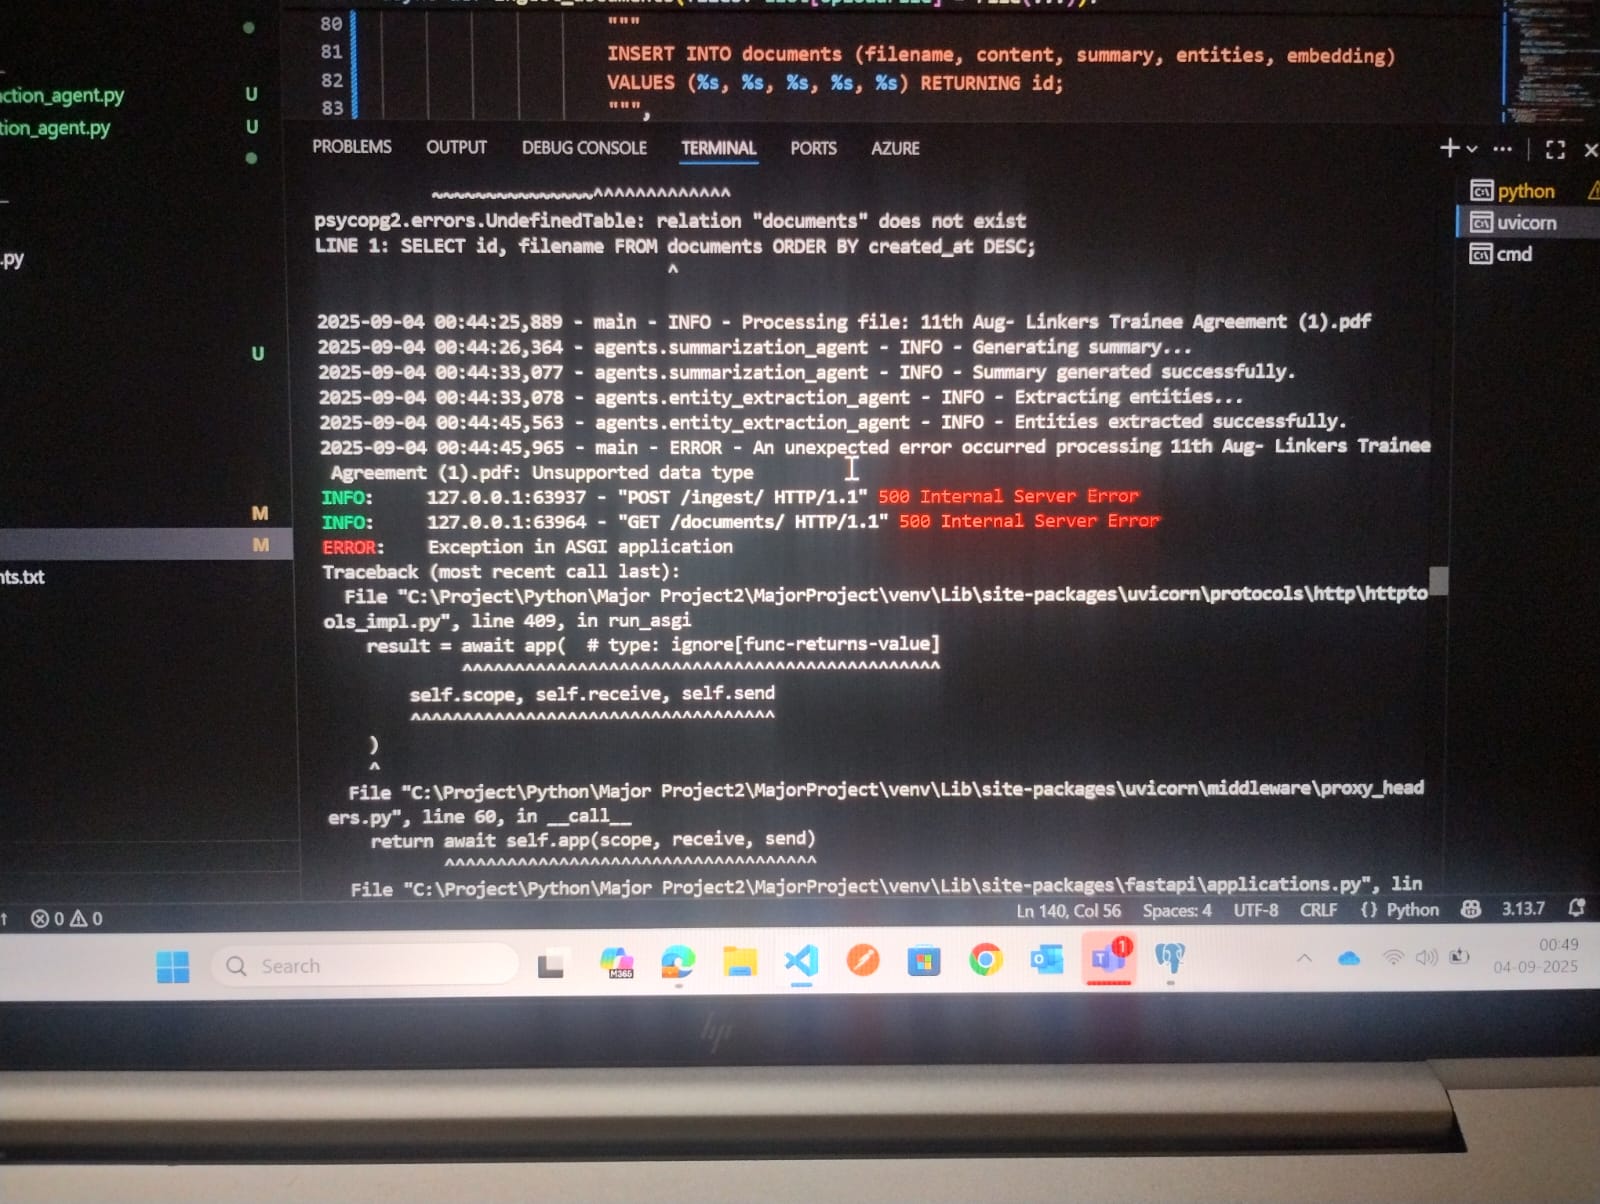 80 """
81 INSERT INTO documents (filename, content, summary, entities, embedding)
82 VALUES (%s, %s, %s, %s, %s) RETURNING id;
83 """,
ction_agent.py U
tion_agent.py U
.py
U
M
M
nts.txt
PROBLEMS OUTPUT DEBUG CONSOLE TERMINAL PORTS AZURE
python
uvicorn
cmd
~~~~~~~~~~~~~~~~~~^^^^^^^^^^^^^
psycopg2.errors.UndefinedTable: relation "documents" does not exist
LINE 1: SELECT id, filename FROM documents ORDER BY created_at DESC;
^
2025-09-04 00:44:25,889 - main - INFO - Processing file: 11th Aug- Linkers Trainee Agreement (1).pdf
2025-09-04 00:44:26,364 - agents.summarization_agent - INFO - Generating summary...
2025-09-04 00:44:33,077 - agents.summarization_agent - INFO - Summary generated successfully.
2025-09-04 00:44:33,078 - agents.entity_extraction_agent - INFO - Extracting entities...
2025-09-04 00:44:45,563 - agents.entity_extraction_agent - INFO - Entities extracted successfully.
2025-09-04 00:44:45,965 - main - ERROR - An unexpected error occurred processing 11th Aug- Linkers Trainee
Agreement (1).pdf: Unsupported data type
INFO: 127.0.0.1:63937 - "POST /ingest/ HTTP/1.1" 500 Internal Server Error
INFO: 127.0.0.1:63964 - "GET /documents/ HTTP/1.1" 500 Internal Server Error
ERROR: Exception in ASGI application
Traceback (most recent call last):
File "C:\Project\Python\Major Project2\MajorProject\venv\Lib\site-packages\uvicorn\protocols\http\httpto
ols_impl.py", line 409, in run_asgi
result = await app( # type: ignore[func-returns-value]
^^^^^^^^^^^^^^^^^^^^^^^^^^^^^^^^^^^^^^^^^^^^^^
self.scope, self.receive, self.send
^^^^^^^^^^^^^^^^^^^^^^^^^^^^^^^^^^^
)
^
File "C:\Project\Python\Major Project2\MajorProject\venv\Lib\site-packages\uvicorn\middleware\proxy_head
ers.py", line 60, in __call__
return await self.app(scope, receive, send)
^^^^^^^^^^^^^^^^^^^^^^^^^^^^^^^^^^^^
File "C:\Project\Python\Major Project2\MajorProject\venv\Lib\site-packages\fastapi\applications.py", lin
0 0 Ln 140, Col 56 Spaces: 4 UTF-8 CRLF {} Python 3.13.7
Search M365 1 00:49
04-09-2025
hp